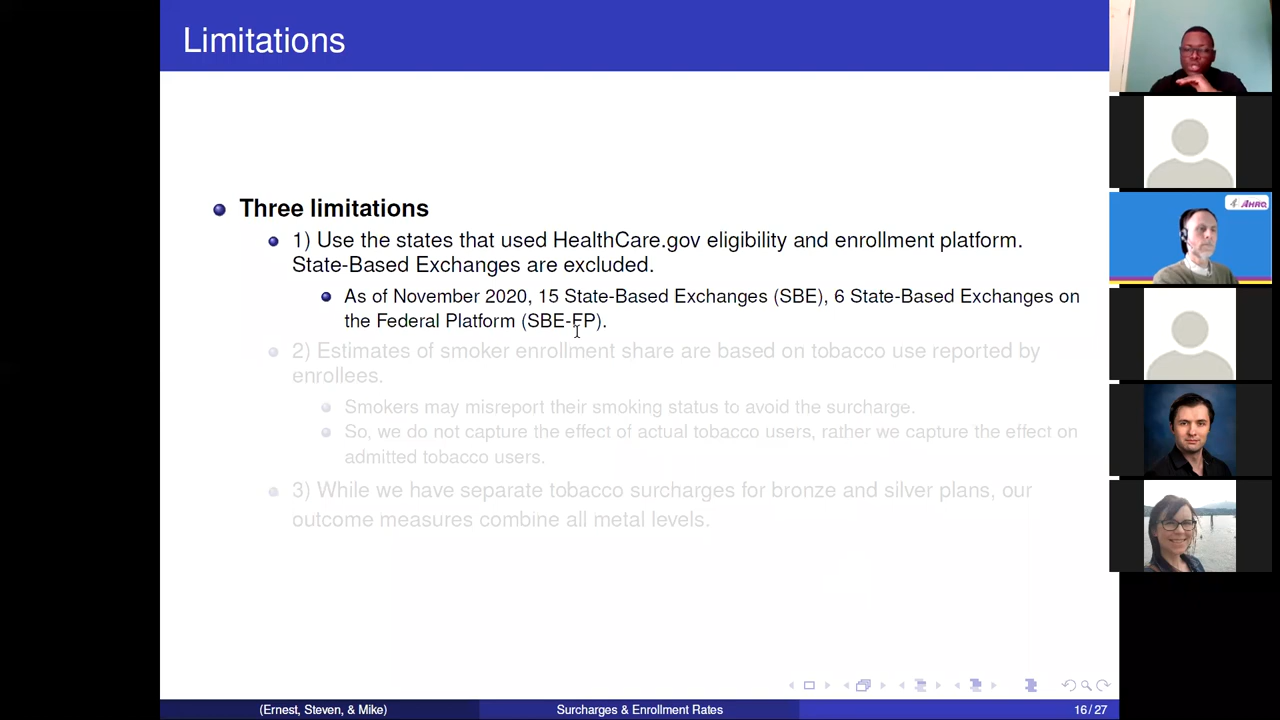 Limitations
Three limitations
1) Use the states that used HealthCare.gov eligibility and enrollment platform.
State-Based Exchanges are excluded.
As of November 2020, 15 State-Based Exchanges (SBE), 6 State-Based Exchanges on
the Federal Platform (SBE-FP).
2) Estimates of smoker enrollment share are based on tobacco use reported by
enrollees.
Smokers may misreport their smoking status to avoid the surcharge.
So, we do not capture the effect of actual tobacco users, rather we capture the effect on
admitted tobacco users.
3) While we have separate tobacco surcharges for bronze and silver plans, our
outcome measures combine all metal levels.
(Ernest, Steven, & Mike)
Surcharges & Enrollment Rates
16 / 27
AHRQ